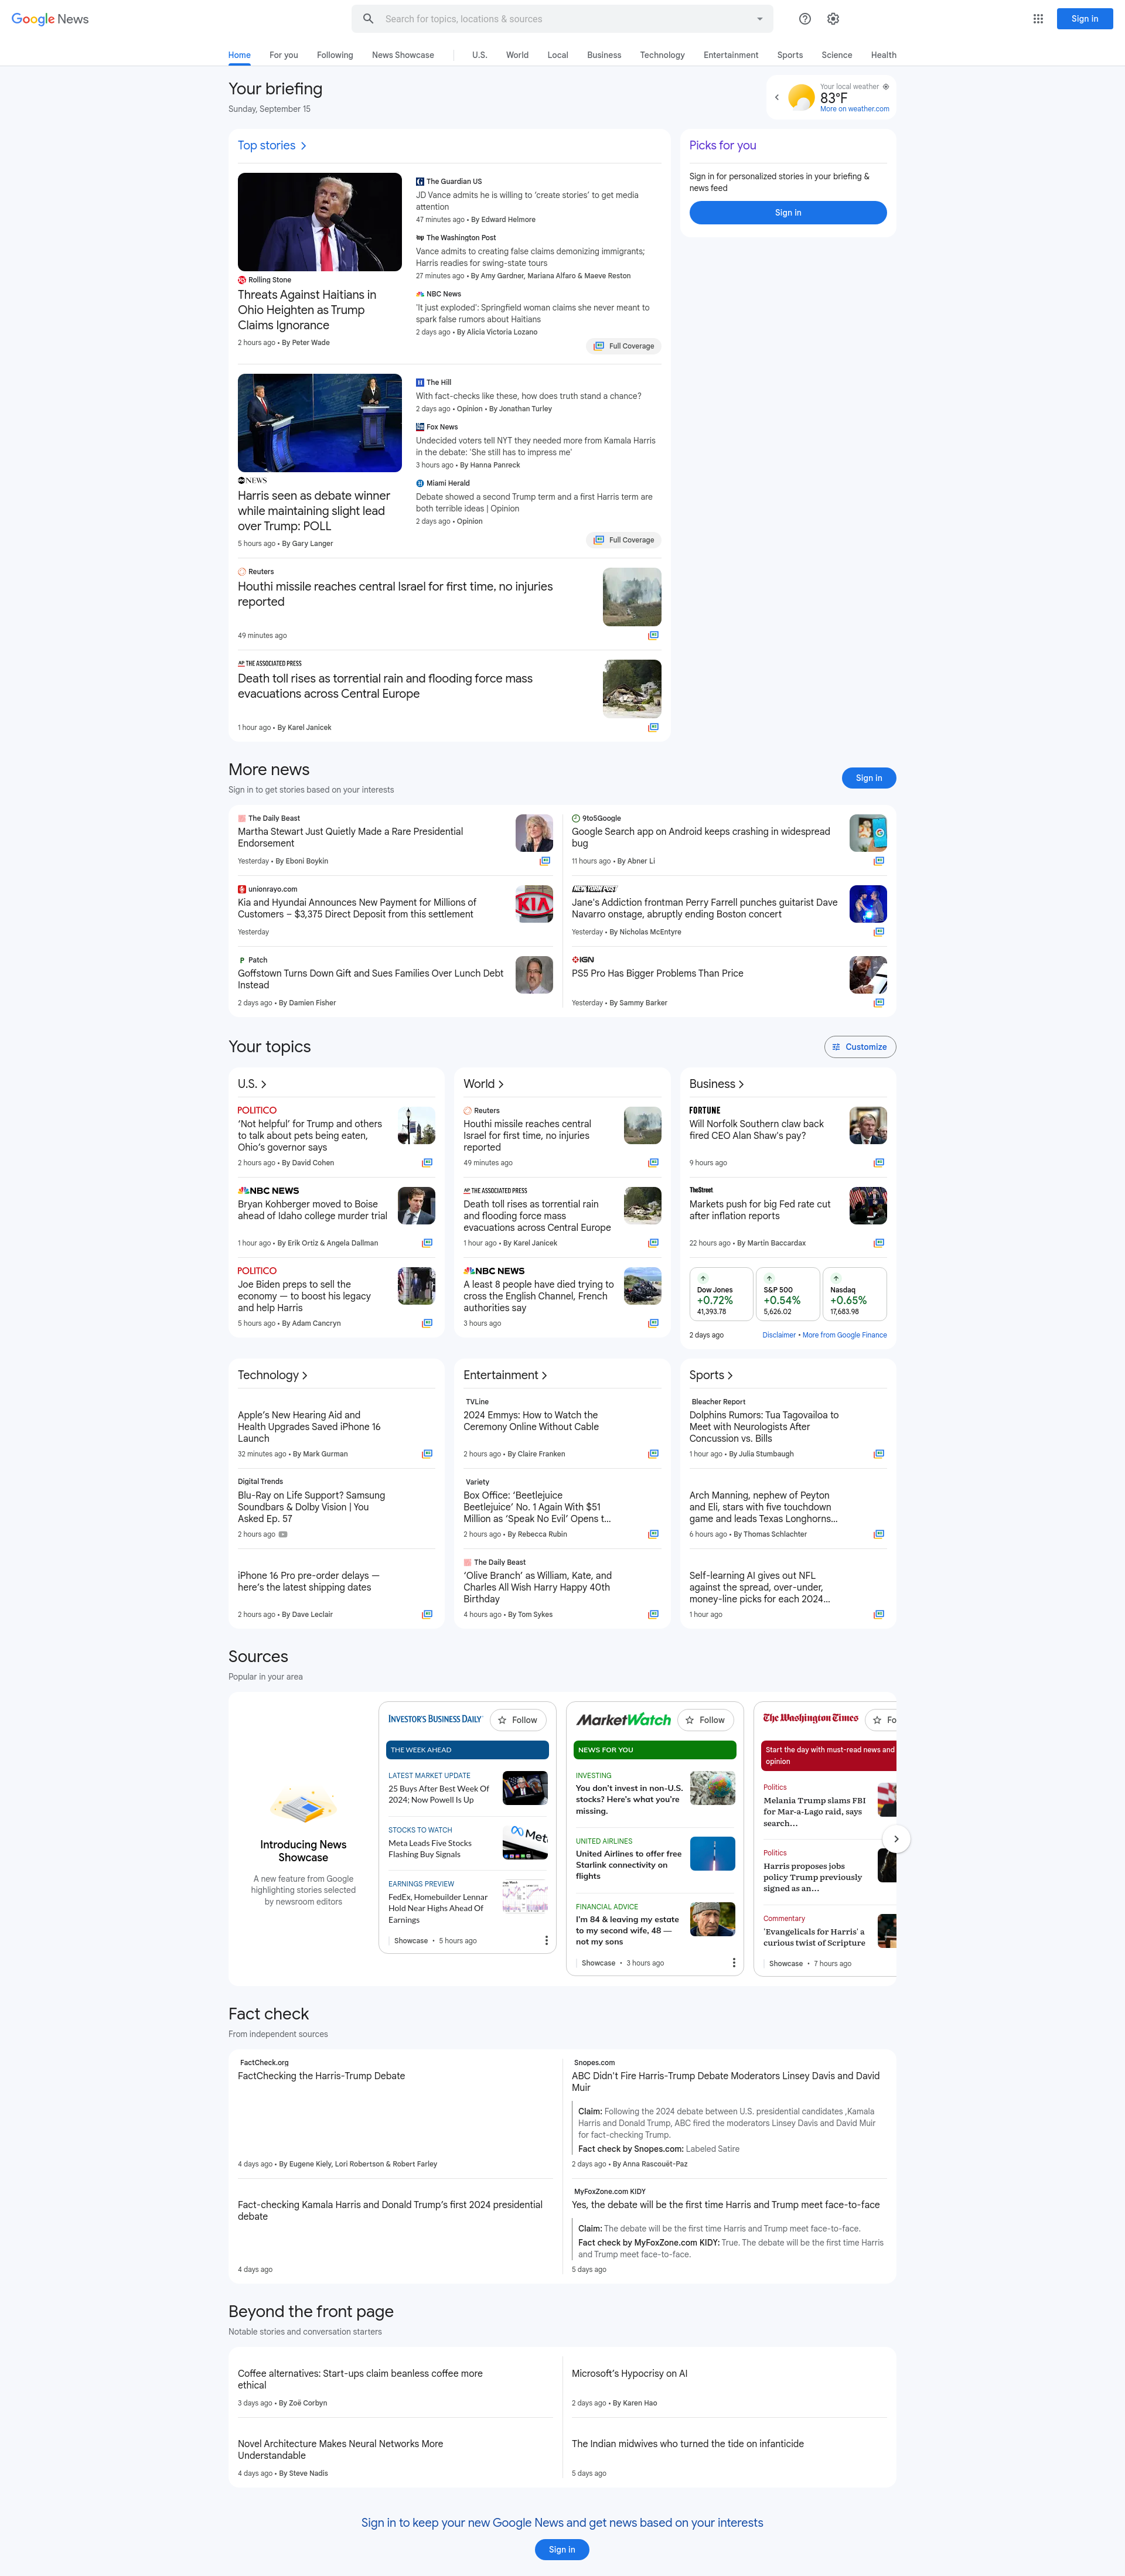 Google News
Search for topics, locations & sources
Sign in
Home For you Following News Showcase U.S. World Local Business Technology Entertainment Sports Science Health
Your briefing
Sunday, September 15
Your local weather
83°F
More on weather.com
Top stories
Rolling Stone
Threats Against Haitians in
Ohio Heighten as Trump
Claims Ignorance
2 hours ago • By Peter Wade
The Guardian US
JD Vance admits he is willing to ‘create stories’ to get media
attention
47 minutes ago • By Edward Helmore
The Washington Post
Vance admits to creating false claims demonizing immigrants;
Harris readies for swing-state tours
27 minutes ago • By Amy Gardner, Mariana Alfaro & Maeve Reston
NBC News
'It just exploded': Springfield woman claims she never meant to
spark false rumors about Haitians
2 days ago • By Alicia Victoria Lozano
Full Coverage
Picks for you
Sign in for personalized stories in your briefing &
news feed
Sign in
abc NEWS
Harris seen as debate winner
while maintaining slight lead
over Trump: POLL
5 hours ago • By Gary Langer
The Hill
With fact-checks like these, how does truth stand a chance?
2 days ago • Opinion • By Jonathan Turley
Fox News
Undecided voters tell NYT they needed more from Kamala Harris
in the debate: 'She still has to impress me'
3 hours ago • By Hanna Panreck
Miami Herald
Debate showed a second Trump term and a first Harris term are
both terrible ideas | Opinion
2 days ago • Opinion
Full Coverage
Reuters
Houthi missile reaches central Israel for first time, no injuries
reported
49 minutes ago
AP THE ASSOCIATED PRESS
Death toll rises as torrential rain and flooding force mass
evacuations across Central Europe
1 hour ago • By Karel Janicek
More news
Sign in to get stories based on your interests
Sign in
The Daily Beast
Martha Stewart Just Quietly Made a Rare Presidential
Endorsement
Yesterday • By Eboni Boykin
unionrayo.com
Kia and Hyundai Announces New Payment for Millions of
Customers – $3,375 Direct Deposit from this settlement
KIA
Yesterday
Patch
Goffstown Turns Down Gift and Sues Families Over Lunch Debt
Instead
2 days ago • By Damien Fisher
9to5Google
Google Search app on Android keeps crashing in widespread
bug
11 hours ago • By Abner Li
NEW YORK POST
Jane's Addiction frontman Perry Farrell punches guitarist Dave
Navarro onstage, abruptly ending Boston concert
Yesterday • By Nicholas McEntyre
IGN
PS5 Pro Has Bigger Problems Than Price
Yesterday • By Sammy Barker
Your topics
Customize
U.S.
POLITICO
‘Not helpful’ for Trump and others
to talk about pets being eaten,
Ohio’s governor says
2 hours ago • By David Cohen
NBC NEWS
Bryan Kohberger moved to Boise
ahead of Idaho college murder trial
1 hour ago • By Erik Ortiz & Angela Dallman
POLITICO
Joe Biden preps to sell the
economy — to boost his legacy
and help Harris
5 hours ago • By Adam Cancryn
World
Reuters
Houthi missile reaches central
Israel for first time, no injuries
reported
49 minutes ago
AP THE ASSOCIATED PRESS
Death toll rises as torrential rain
and flooding force mass
evacuations across Central Europe
1 hour ago • By Karel Janicek
NBC NEWS
A least 8 people have died trying to
cross the English Channel, French
authorities say
3 hours ago
Business
FORTUNE
Will Norfolk Southern claw back
fired CEO Alan Shaw's pay?
9 hours ago
TheStreet
Markets push for big Fed rate cut
after inflation reports
22 hours ago • By Martin Baccardax
Dow Jones S&P 500 Nasdaq
+0.72% +0.54% +0.65%
41,393.78 5,626.02 17,683.98
2 days ago Disclaimer • More from Google Finance
Technology
Apple’s New Hearing Aid and
Health Upgrades Saved iPhone 16
Launch
32 minutes ago • By Mark Gurman
Digital Trends
Blu-Ray on Life Support? Samsung
Soundbars & Dolby Vision | You
Asked Ep. 57
2 hours ago
iPhone 16 Pro pre-order delays —
here’s the latest shipping dates
2 hours ago • By Dave Leclair
Entertainment
TVLine
2024 Emmys: How to Watch the
Ceremony Online Without Cable
2 hours ago • By Claire Franken
Variety
Box Office: ‘Beetlejuice
Beetlejuice’ No. 1 Again With $51
Million as ‘Speak No Evil’ Opens t...
2 hours ago • By Rebecca Rubin
The Daily Beast
‘Olive Branch’ as William, Kate, and
Charles All Wish Harry Happy 40th
Birthday
4 hours ago • By Tom Sykes
Sports
Bleacher Report
Dolphins Rumors: Tua Tagovailoa to
Meet with Neurologists After
Concussion vs. Bills
1 hour ago • By Julia Stumbaugh
Arch Manning, nephew of Peyton
and Eli, stars with five touchdown
game and leads Texas Longhorns...
6 hours ago • By Thomas Schlachter
Self-learning AI gives out NFL
against the spread, over-under,
money-line picks for each 2024...
1 hour ago
Sources
Popular in your area
Introducing News
Showcase
A new feature from Google
highlighting stories selected
by newsroom editors
INVESTOR'S BUSINESS DAILY
Follow
THE WEEK AHEAD
LATEST MARKET UPDATE
25 Buys After Best Week Of
2024; Now Powell Is Up
STOCKS TO WATCH
Meta Leads Five Stocks
Flashing Buy Signals
Meta
EARNINGS PREVIEW
FedEx, Homebuilder Lennar
Hold Near Highs Ahead Of
Earnings
Showcase • 5 hours ago
MarketWatch
Follow
NEWS FOR YOU
INVESTING
You don’t invest in non-U.S.
stocks? Here’s what you’re
missing.
UNITED AIRLINES
United Airlines to offer free
Starlink connectivity on
flights
FINANCIAL ADVICE
I’m 84 & leaving my estate
to my second wife, 48 —
not my sons
Showcase • 3 hours ago
The Washington Times
Fo
Start the day with must-read news and
opinion
Politics
Melania Trump slams FBI
for Mar-a-Lago raid, says
search...
Politics
Harris proposes jobs
policy Trump previously
signed as an...
Commentary
'Evangelicals for Harris' a
curious twist of Scripture
Showcase • 7 hours ago
Fact check
From independent sources
FactCheck.org
FactChecking the Harris-Trump Debate
4 days ago • By Eugene Kiely, Lori Robertson & Robert Farley
Fact-checking Kamala Harris and Donald Trump’s first 2024 presidential
debate
4 days ago
Snopes.com
ABC Didn't Fire Harris-Trump Debate Moderators Linsey Davis and David
Muir
Claim: Following the 2024 debate between U.S. presidential candidates ,Kamala
Harris and Donald Trump, ABC fired the moderators Linsey Davis and David Muir
for fact-checking Trump.
Fact check by Snopes.com: Labeled Satire
2 days ago • By Anna Rascouët-Paz
MyFoxZone.com KIDY
Yes, the debate will be the first time Harris and Trump meet face-to-face
Claim: The debate will be the first time Harris and Trump meet face-to-face.
Fact check by MyFoxZone.com KIDY: True. The debate will be the first time Harris
and Trump meet face-to-face.
5 days ago
Beyond the front page
Notable stories and conversation starters
Coffee alternatives: Start-ups claim beanless coffee more
ethical
3 days ago • By Zoë Corbyn
Novel Architecture Makes Neural Networks More
Understandable
4 days ago • By Steve Nadis
Microsoft’s Hypocrisy on AI
2 days ago • By Karen Hao
The Indian midwives who turned the tide on infanticide
5 days ago
Sign in to keep your new Google News and get news based on your interests
Sign in